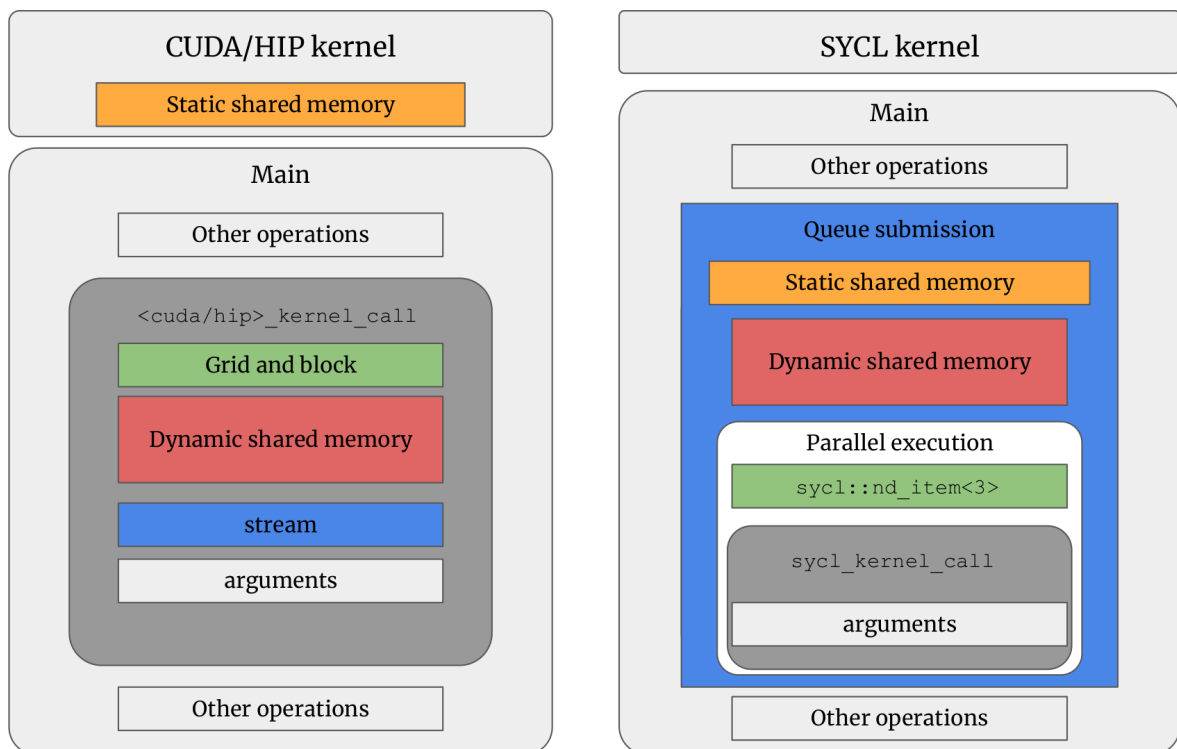 CUDA/HIP kernel
Static shared memory
Main
Other operations
<cuda/hip>_kernel_call
Grid and block
Dynamic shared memory
stream
arguments
Other operations
SYCL kernel
Main
Other operations
Queue submission
Static shared memory
Dynamic shared memory
Parallel execution
sycl::nd_item<3>
sycl_kernel_call
arguments
Other operations